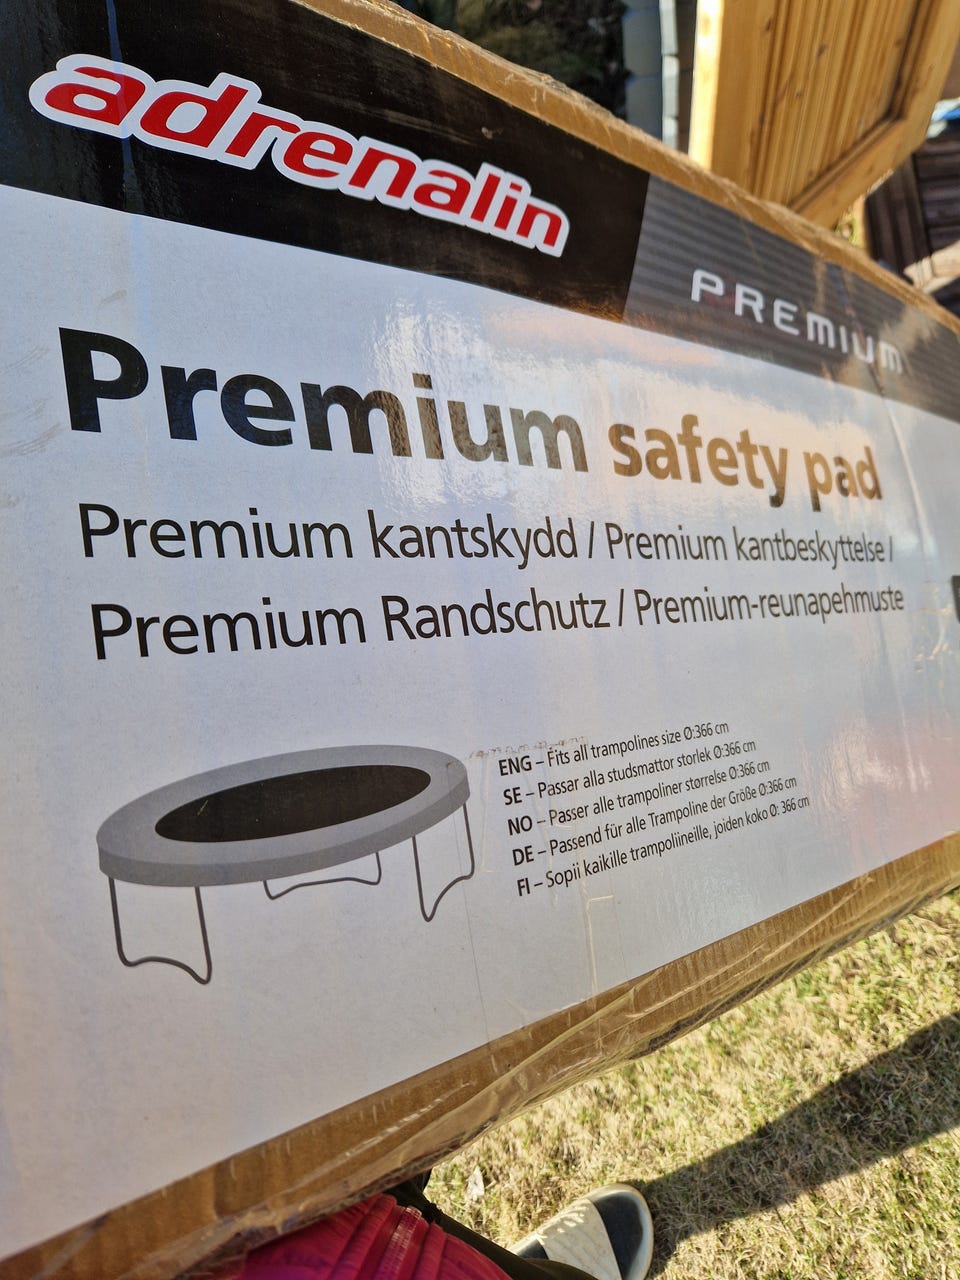 adrenalin
PREMIUM
Premium safety pad
Premium kantskydd / Premium kantbeskyttelse /
Premium Randschutz / Premium-reunapehmuste
ENG – Fits all trampolines size Ø:366 cm
SE – Passar alla studsmattor storlek Ø:366 cm
NO – Passer alle trampoliner størrelse Ø:366 cm
DE – Passend für alle Trampoline der Größe Ø:366 cm
FI – Sopii kaikille trampoliineille, joiden koko Ø: 366 cm